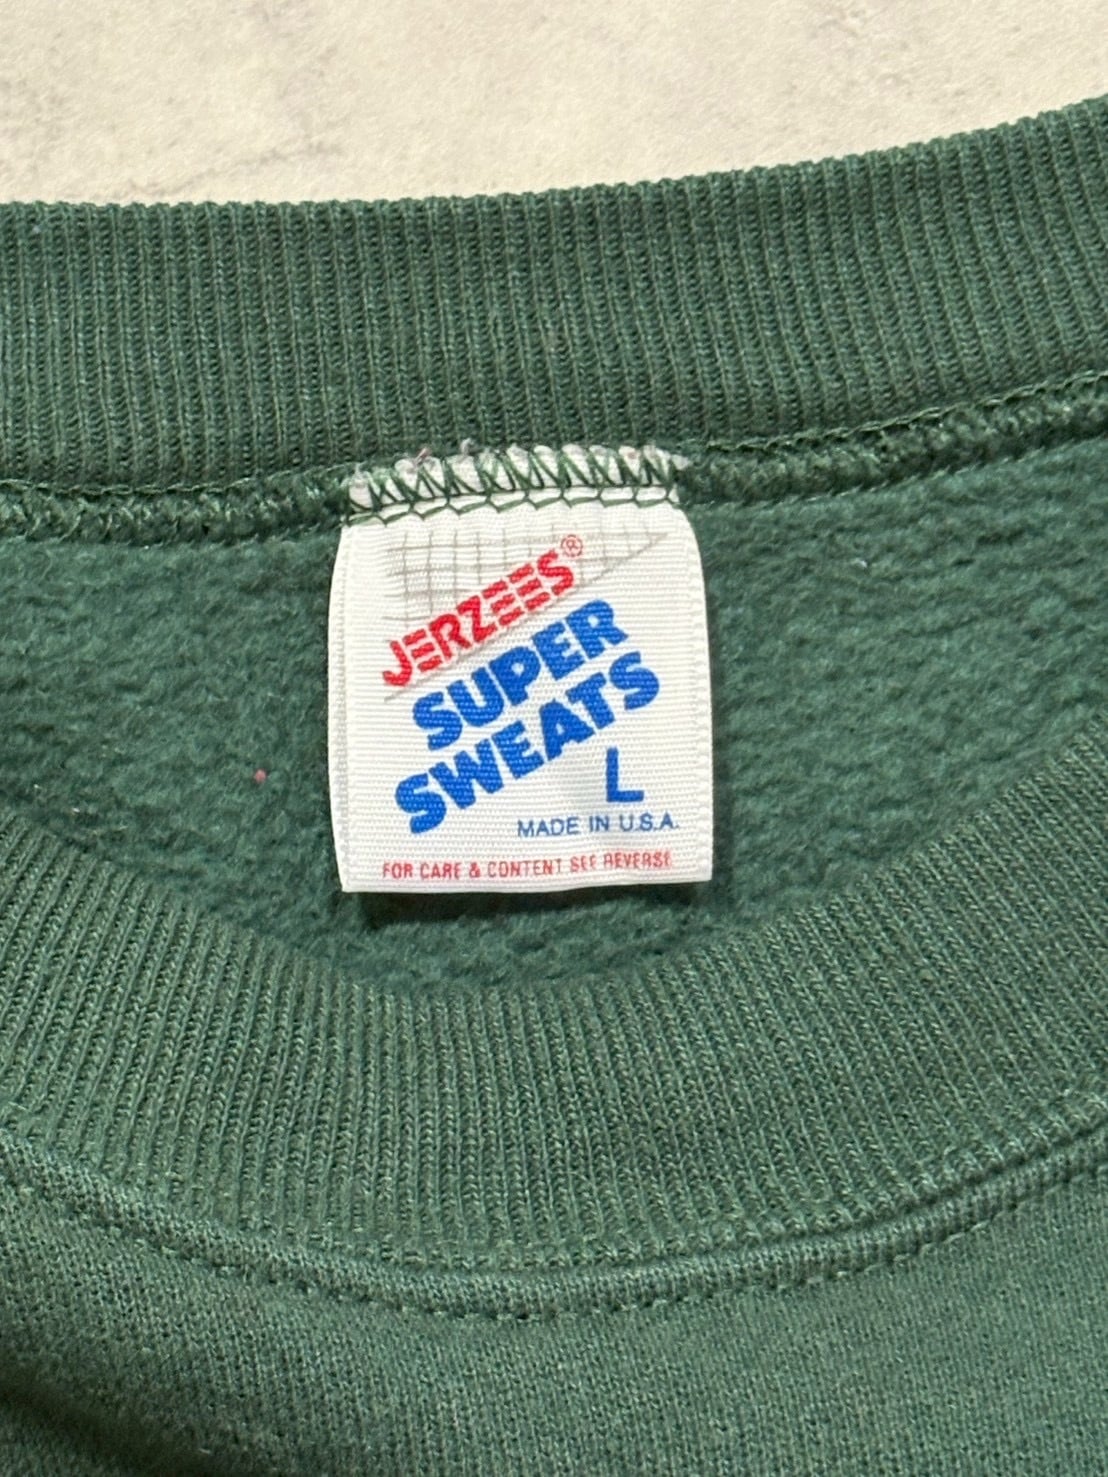 JERZEES®
SUPER
SWEATS
L
MADE IN U.S.A.
FOR CARE & CONTENT SEE REVERSE